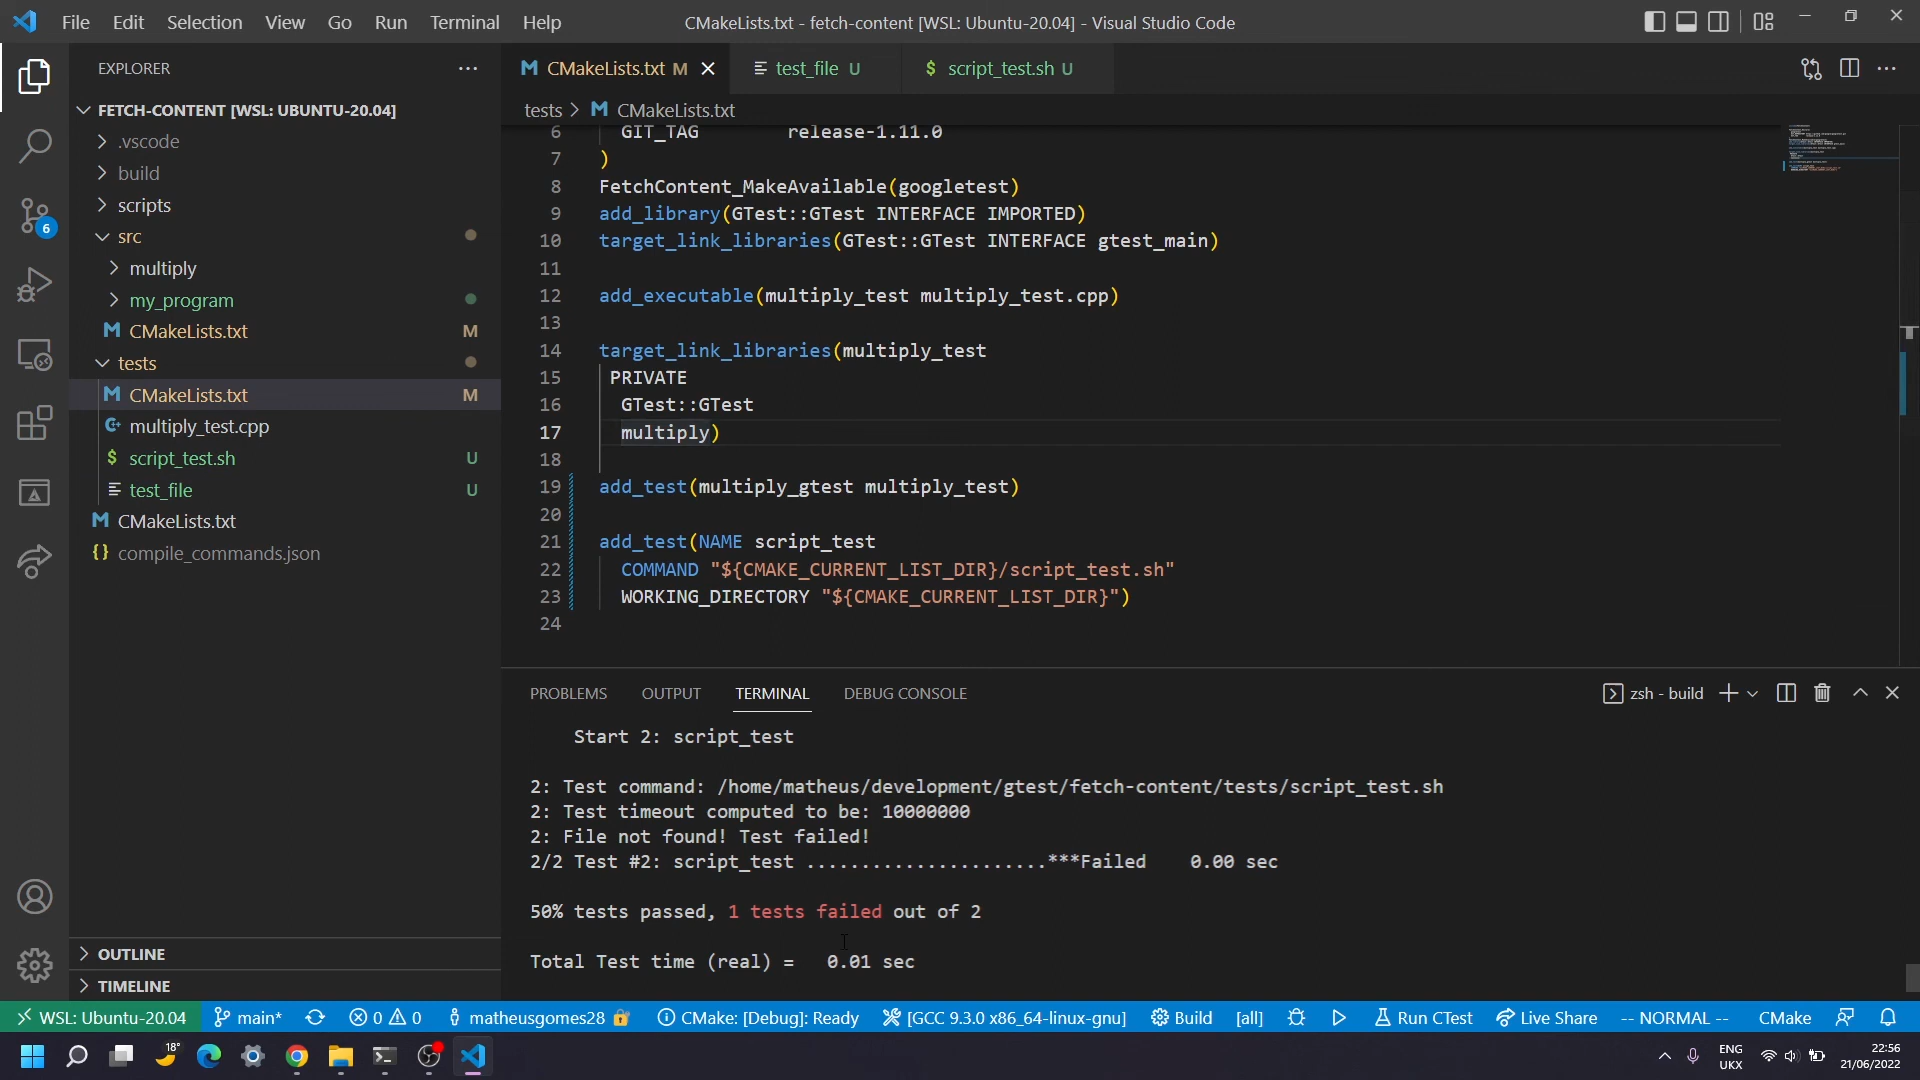 File Edit Selection View Go Run Terminal Help
CMakeLists.txt - fetch-content [WSL: Ubuntu-20.04] - Visual Studio Code
EXPLORER
FETCH-CONTENT [WSL: UBUNTU-20.04]
.vscode
build
scripts
src
multiply
my_program
CMakeLists.txt M
tests
CMakeLists.txt M
multiply_test.cpp
script_test.sh U
test_file U
CMakeLists.txt
compile_commands.json
OUTLINE
TIMELINE
6
CMakeLists.txt M
test_file U
script_test.sh U
tests > CMakeLists.txt
6 GIT_TAG release-1.11.0
7 )
8 FetchContent_MakeAvailable(googletest)
9 add_library(GTest::GTest INTERFACE IMPORTED)
10 target_link_libraries(GTest::GTest INTERFACE gtest_main)
11
12 add_executable(multiply_test multiply_test.cpp)
13
14 target_link_libraries(multiply_test
15 PRIVATE
16 GTest::GTest
17 multiply)
18
19 add_test(multiply_gtest multiply_test)
20
21 add_test(NAME script_test
22 COMMAND "${CMAKE_CURRENT_LIST_DIR}/script_test.sh"
23 WORKING_DIRECTORY "${CMAKE_CURRENT_LIST_DIR}")
24
PROBLEMS OUTPUT TERMINAL DEBUG CONSOLE
zsh - build
Start 2: script_test
2: Test command: /home/matheus/development/gtest/fetch-content/tests/script_test.sh
2: Test timeout computed to be: 10000000
2: File not found! Test failed!
2/2 Test #2: script_test ......................***Failed 0.00 sec
50% tests passed, 1 tests failed out of 2
Total Test time (real) = 0.01 sec
WSL: Ubuntu-20.04 main* 0 0 matheusgomes28 CMake: [Debug]: Ready [GCC 9.3.0 x86_64-linux-gnu] Build [all] Run CTest Live Share -- NORMAL -- CMake
18°
ENG
UKX
22:56
21/06/2022